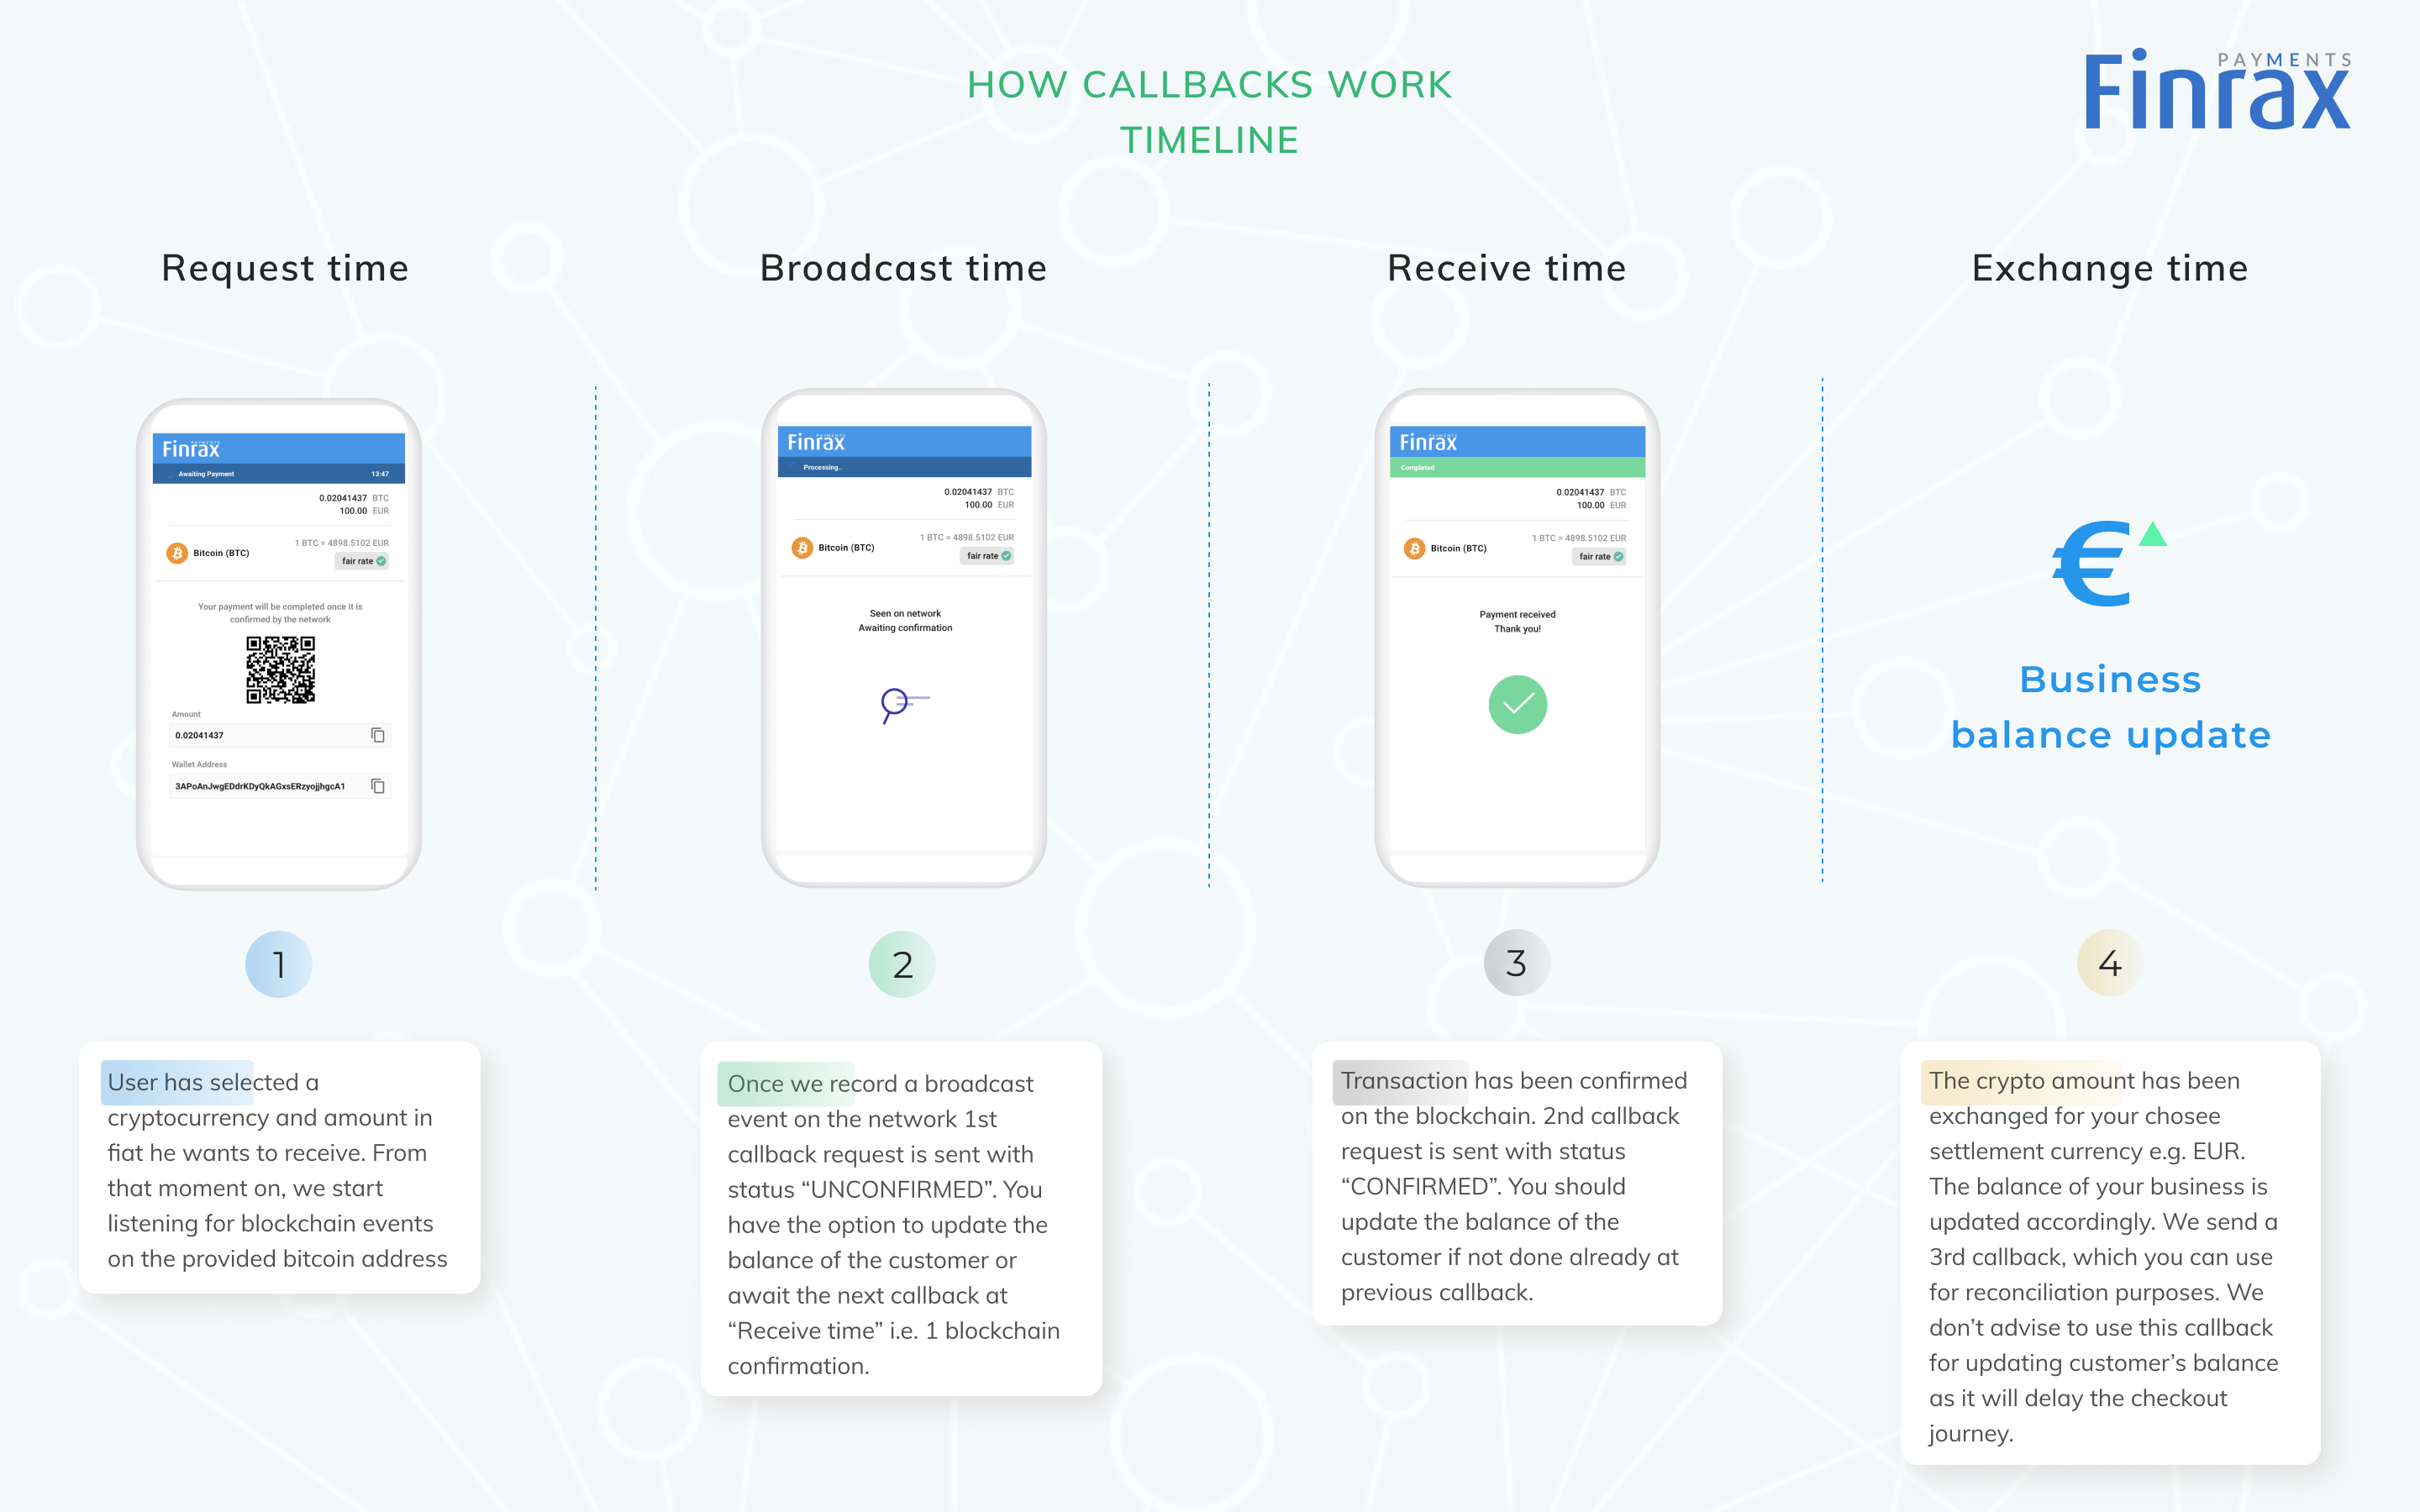 HOW CALLBACKS WORK
TIMELINE
PAYMENTS
Finrax
Request time
Broadcast time
Receive time
Exchange time
PAYMENTS
Finrax
Awaiting Payment 13:47
0.02041437 BTC
100.00 EUR
Bitcoin (BTC)
1 BTC = 4898.5102 EUR
fair rate
Your payment will be completed once it is
confirmed by the network
Amount
0.02041437
Wallet Address
3APoAnJwgEDdrKDyQkAGxsERzyojjhgcA1
PAYMENTS
Finrax
Processing..
0.02041437 BTC
100.00 EUR
Bitcoin (BTC)
1 BTC = 4898.5102 EUR
fair rate
Seen on network
Awaiting confirmation
PAYMENTS
Finrax
Completed
0.02041437 BTC
100.00 EUR
Bitcoin (BTC)
1 BTC = 4898.5102 EUR
fair rate
Payment received
Thank you!
€
Business
balance update
1
2
3
4
User has selected a
cryptocurrency and amount in
fiat he wants to receive. From
that moment on, we start
listening for blockchain events
on the provided bitcoin address
Once we record a broadcast
event on the network 1st
callback request is sent with
status “UNCONFIRMED”. You
have the option to update the
balance of the customer or
await the next callback at
“Receive time” i.e. 1 blockchain
confirmation.
Transaction has been confirmed
on the blockchain. 2nd callback
request is sent with status
“CONFIRMED”. You should
update the balance of the
customer if not done already at
previous callback.
The crypto amount has been
exchanged for your chosee
settlement currency e.g. EUR.
The balance of your business is
updated accordingly. We send a
3rd callback, which you can use
for reconciliation purposes. We
don’t advise to use this callback
for updating customer’s balance
as it will delay the checkout
journey.